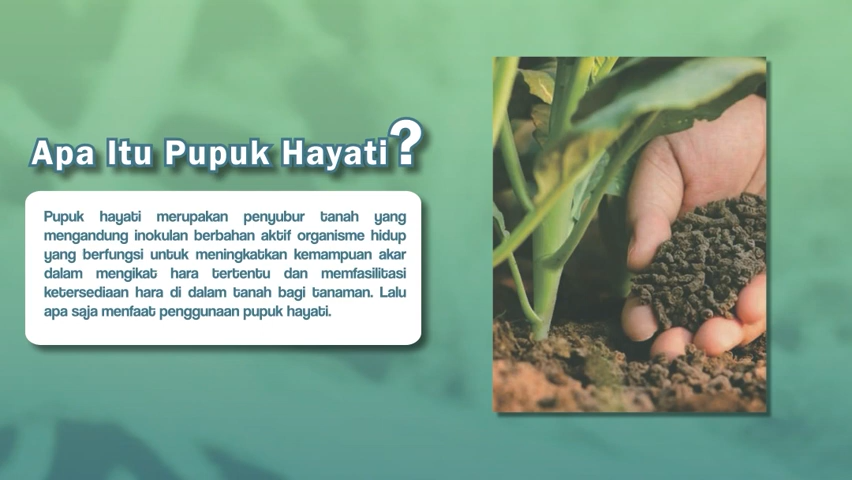 Apa Itu Pupuk Hayati?
Pupuk hayati merupakan penyubur tanah yang
mengandung inokulan berbahan aktif organisme hidup
yang berfungsi untuk meningkatkan kemampuan akar
dalam mengikat hara tertentu dan memfasilitasi
ketersediaan hara di dalam tanah bagi tanaman. Lalu
apa saja menfaat penggunaan pupuk hayati.